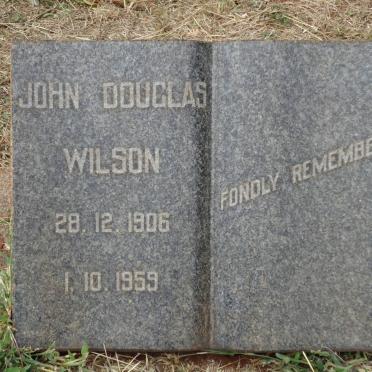 JOHN DOUGLAS
WILSON
28. 12. 1906
1. 10. 1959
FONDLY REMEMBE